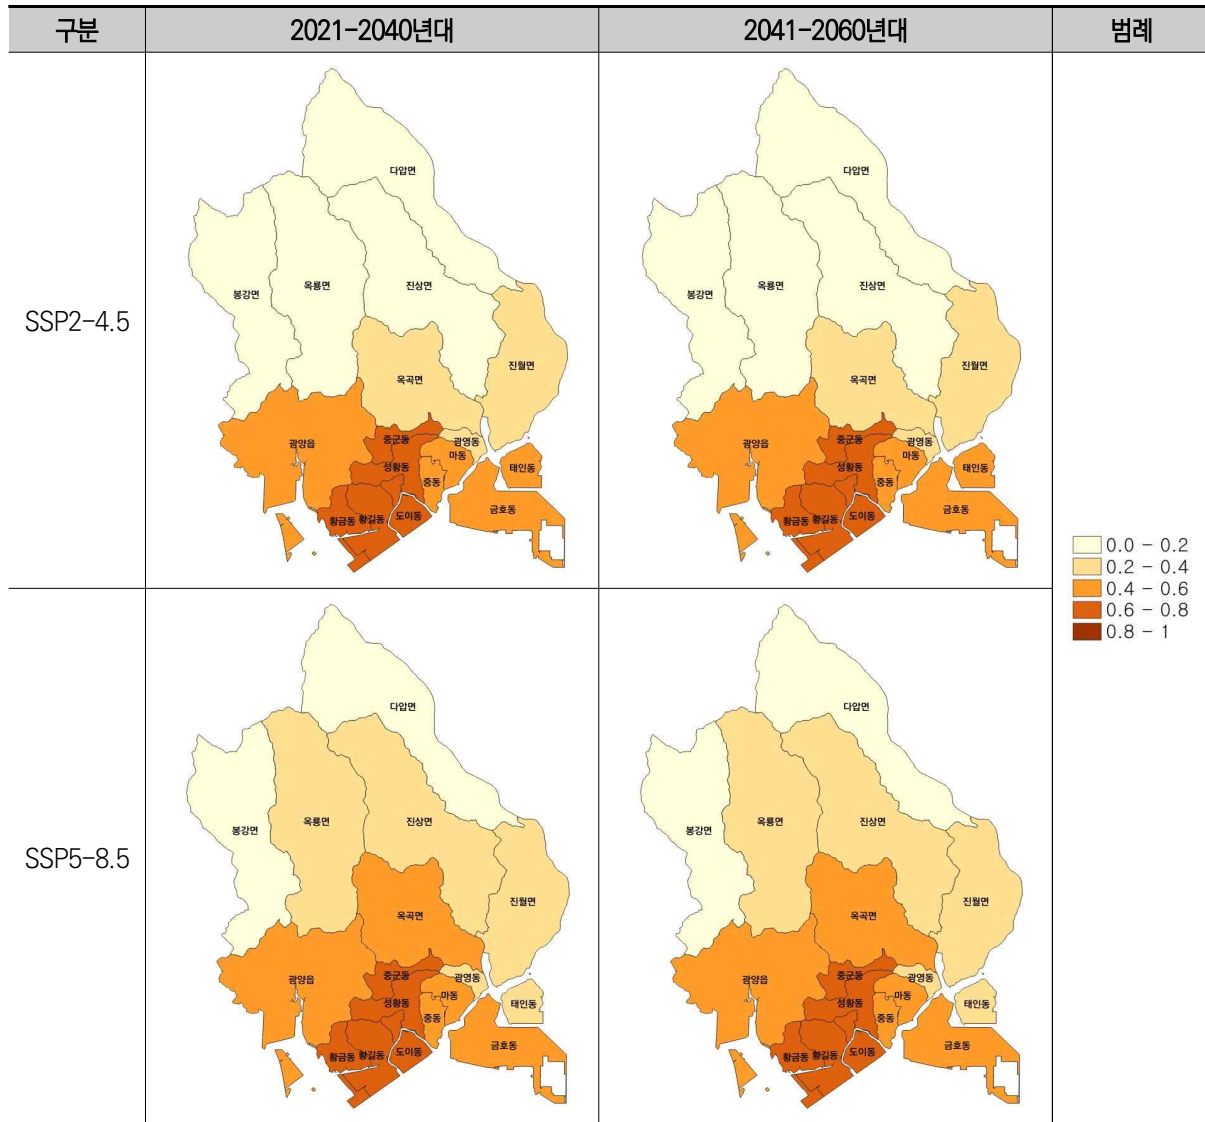 구분 2021-2040년대 2041-2060년대 범례
SSP2-4.5
다압면
봉강면
옥룡면
진상면
진월면
옥곡면
광양읍
중군동
광영동
마동
성황동
중동
태인동
금호동
황금동
황길동
도이동
다압면
봉강면
옥룡면
진상면
진월면
옥곡면
광양읍
중군동
광영동
마동
성황동
중동
태인동
금호동
황금동
황길동
도이동
0.0 - 0.2
0.2 - 0.4
0.4 - 0.6
0.6 - 0.8
0.8 - 1
SSP5-8.5
다압면
봉강면
옥룡면
진상면
진월면
옥곡면
광양읍
중군동
광영동
마동
성황동
중동
태인동
금호동
황금동
황길동
도이동
다압면
봉강면
옥룡면
진상면
진월면
옥곡면
광양읍
중군동
광영동
마동
성황동
중동
태인동
금호동
황금동
황길동
도이동